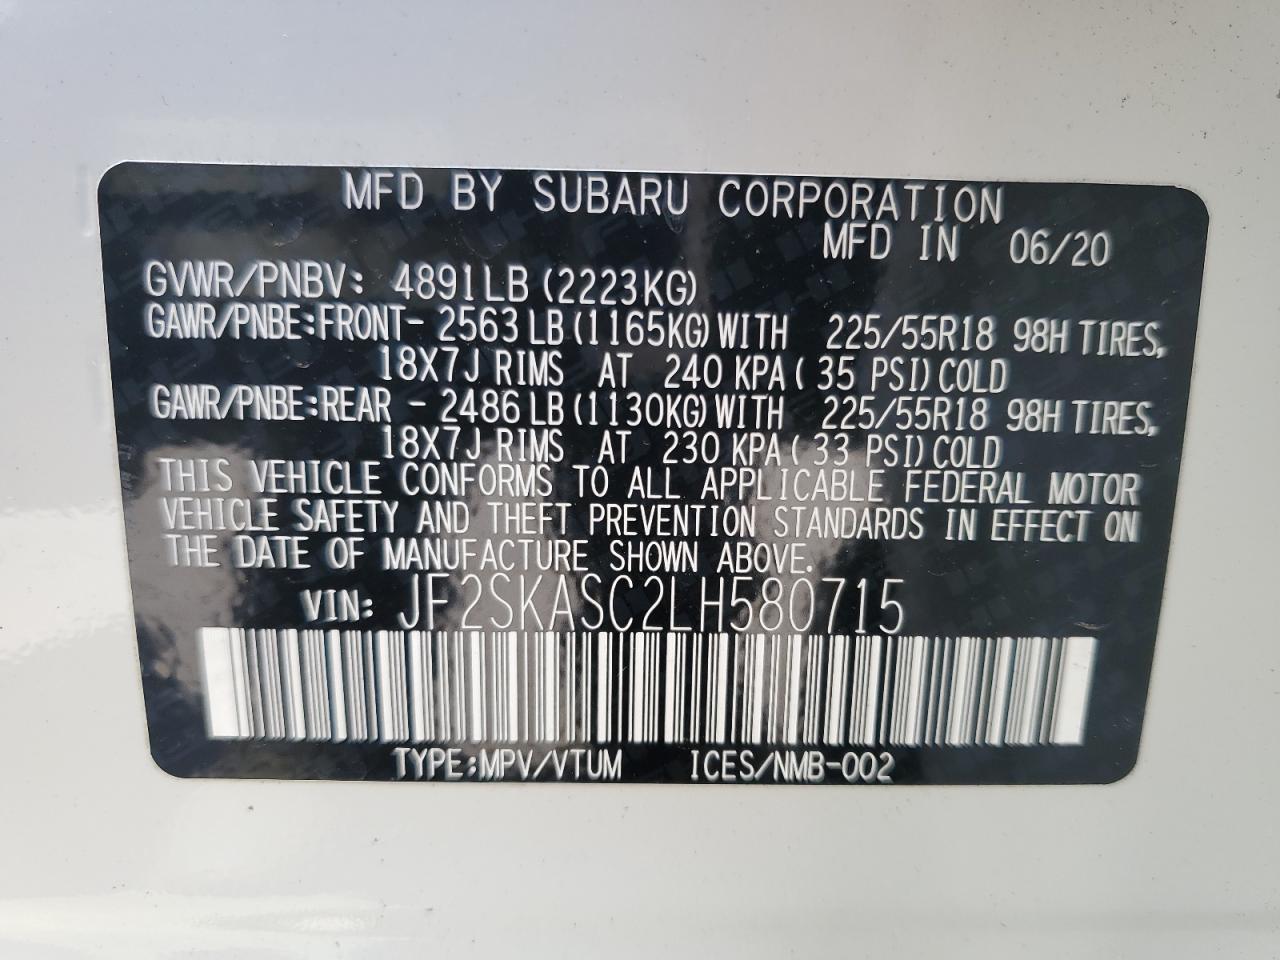 MFD BY SUBARU CORPORATION
MFD IN 06/20
GVWR/PNBV: 4891LB (2223KG)
GAWR/PNBE:FRONT- 2563 LB (1165KG) WITH 225/55R18 98H TIRES,
18X7J RIMS AT 240 KPA ( 35 PSI) COLD
GAWR/PNBE:REAR - 2486 LB (1130KG) WITH 225/55R18 98H TIRES,
18X7J RIMS AT 230 KPA ( 33 PSI) COLD
THIS VEHICLE CONFORMS TO ALL APPLICABLE FEDERAL MOTOR
VEHICLE SAFETY AND THEFT PREVENTION STANDARDS IN EFFECT ON
THE DATE OF MANUFACTURE SHOWN ABOVE.
VIN: JF2SKASC2LH580715
TYPE:MPV/VTUM ICES/NMB-002